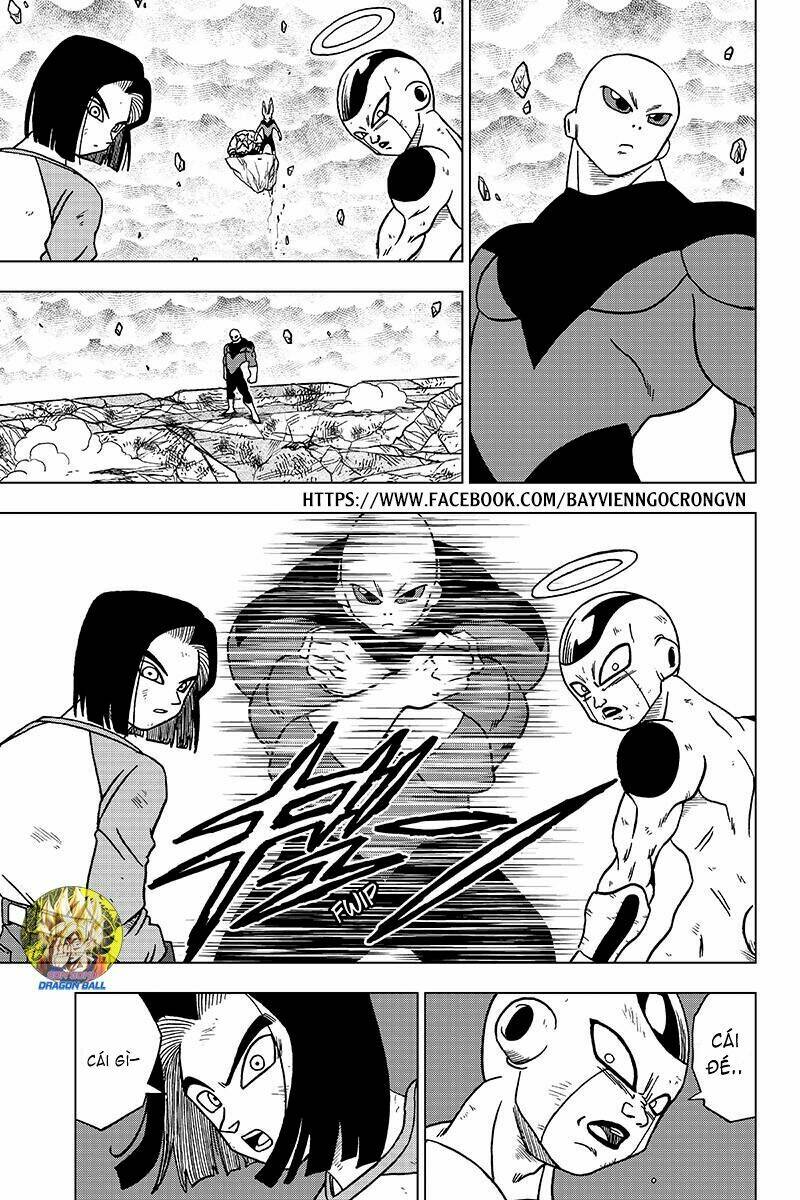 HTTPS://WWW.FACEBOOK.COM/BAYVIENNGOCRONGVN
FWIP
DRAGON BALL
CÁI
ĐÉ..
CÁI GÌ-